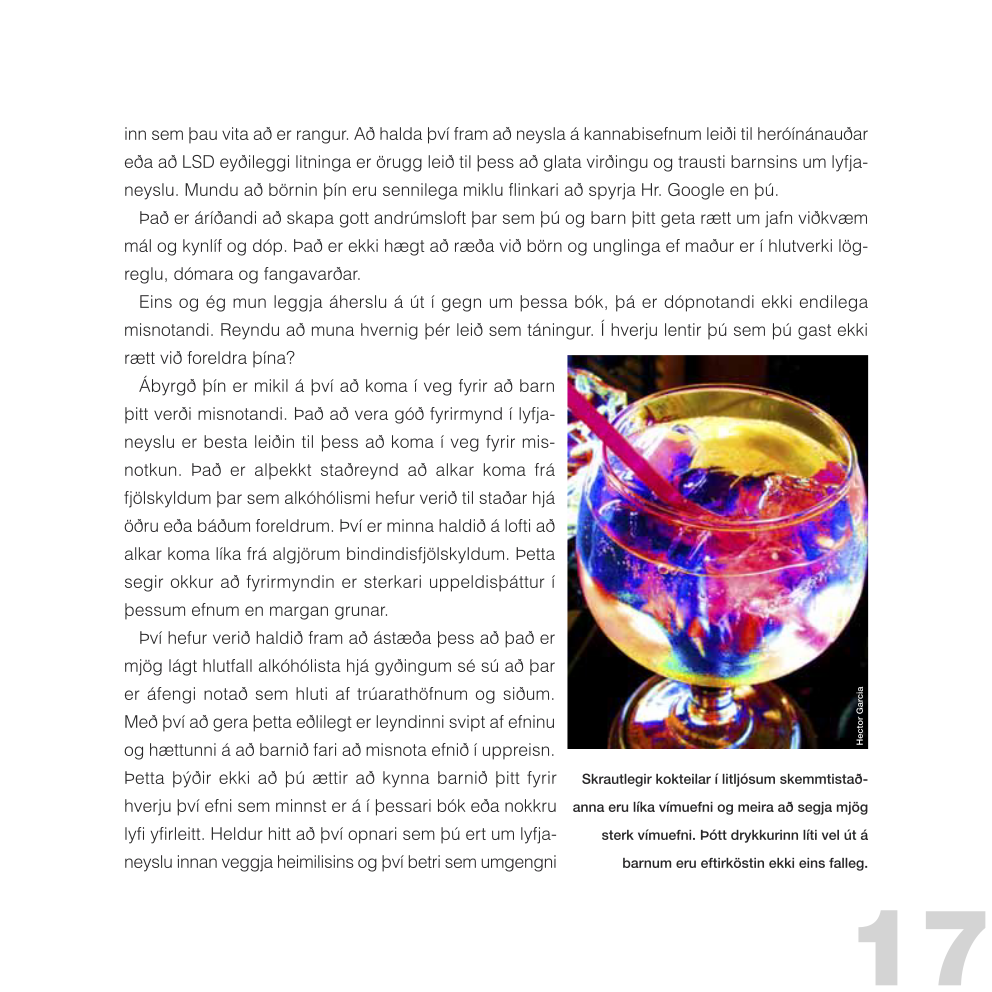 inn sem þau vita að er rangur. Að halda því fram að neysla á kannabisefnum leiði til heróínánauðar
eða að LSD eyðileggi litninga er örugg leið til þess að glata virðingu og trausti barnsins um lyfja-
neyslu. Mundu að börnin þín eru sennilega miklu flinkari að spyrja Hr. Google en þú.
Það er áríðandi að skapa gott andrúmsloft þar sem þú og barn þitt geta rætt um jafn viðkvæm
mál og kynlíf og dóp. Það er ekki hægt að ræða við börn og unglinga ef maður er í hlutverki lög-
reglu, dómara og fangavarðar.
Eins og ég mun leggja áherslu á út í gegn um þessa bók, þá er dópnotandi ekki endilega
misnotandi. Reyndu að muna hvernig þér leið sem táningur. Í hverju lentir þú sem þú gast ekki
rætt við foreldra þína?
Ábyrgð þín er mikil á því að koma í veg fyrir að barn
þitt verði misnotandi. Það að vera góð fyrirmynd í lyfja-
neyslu er besta leiðin til þess að koma í veg fyrir mis-
notkun. Það er alþekkt staðreynd að alkar koma frá
fjölskyldum þar sem alkóhólismi hefur verið til staðar hjá
öðru eða báðum foreldrum. Því er minna haldið á lofti að
alkar koma líka frá algjörum bindindisfjölskyldum. Þetta
segir okkur að fyrirmyndin er sterkari uppeldisþáttur í
þessum efnum en margan grunar.
Því hefur verið haldið fram að ástæða þess að það er
mjög lágt hlutfall alkóhólista hjá gyðingum sé sú að þar
er áfengi notað sem hluti af trúarathöfnum og siðum.
Með því að gera þetta eðlilegt er leyndinni svipt af efninu
og hættunni á að barnið fari að misnota efnið í uppreisn.
Þetta þýðir ekki að þú ættir að kynna barnið þitt fyrir
hverju því efni sem minnst er á í þessari bók eða nokkru
lyfi yfirleitt. Heldur hitt að því opnari sem þú ert um lyfja-
neyslu innan veggja heimilisins og því betri sem umgengni
Hector Garcia
Skrautlegir kokteilar í litljósum skemmtistað-
anna eru líka vímuefni og meira að segja mjög
sterk vímuefni. Þótt drykkurinn líti vel út á
barnum eru eftirköstin ekki eins falleg.
17